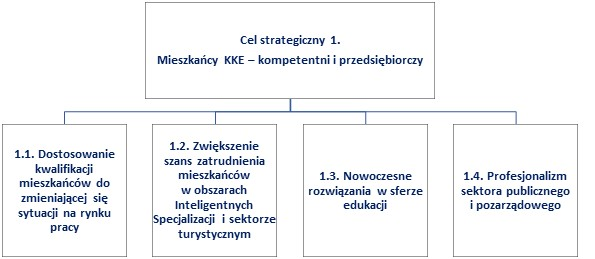 Cel strategiczny 1.
Mieszkańcy KKE – kompetentni i przedsiębiorczy
1.1. Dostosowanie
kwalifikacji
mieszkańców do
zmieniającej się
sytuacji na rynku
pracy
1.2. Zwiększenie
szans zatrudnienia
mieszkańców
w obszarach
Inteligentnych
Specjalizacji i sektorze
turystycznym
1.3. Nowoczesne
rozwiązania w sferze
edukacji
1.4. Profesjonalizm
sektora publicznego
i pozarządowego